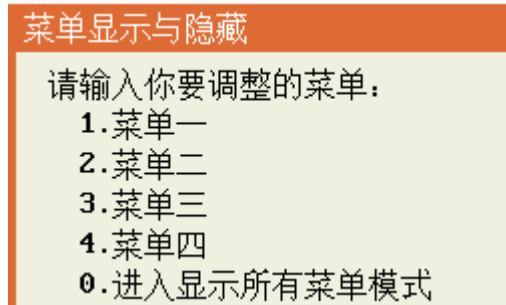 菜单显示与隐藏
请输入你要调整的菜单：
1.菜单一
2.菜单二
3.菜单三
4.菜单四
0.进入显示所有菜单模式